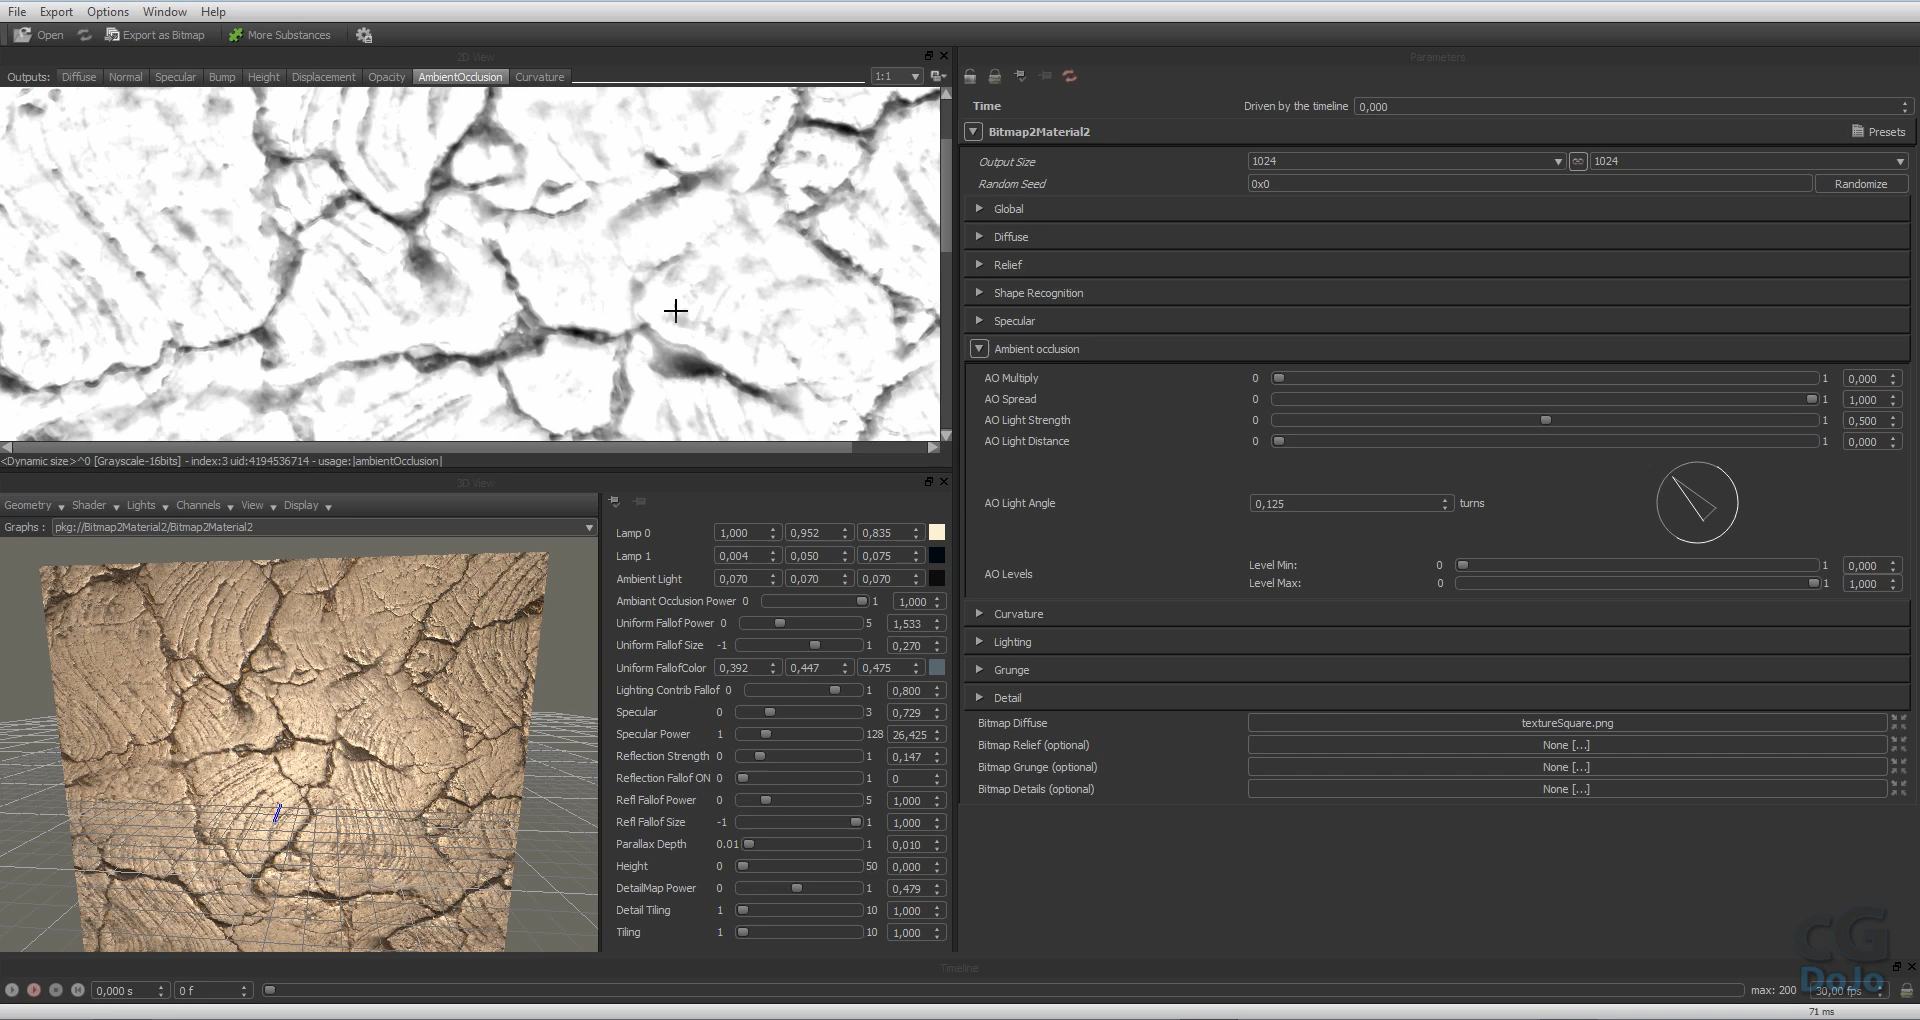 File Export Options Window Help
Open Export as Bitmap More Substances
2D View
Outputs: Diffuse Normal Specular Bump Height Displacement Opacity AmbientOcclusion Curvature 1:1
<Dynamic size>^0 [Grayscale-16bits] - index:3 uid:4194536714 - usage:|ambientOcclusion|
3D View
Geometry Shader Lights Channels View Display
Graphs : pkg://Bitmap2Material2/Bitmap2Material2
Lamp 0 1,000 0,952 0,835
Lamp 1 0,004 0,050 0,075
Ambient Light 0,070 0,070 0,070
Ambiant Occlusion Power 0 1 1,000
Uniform Fallof Power 0 5 1,533
Uniform Fallof Size -1 1 0,270
Uniform FallofColor 0,392 0,447 0,475
Lighting Contrib Fallof 0 1 0,800
Specular 0 3 0,729
Specular Power 1 128 26,425
Reflection Strength 0 1 0,147
Reflection Fallof ON 0 1 0
Refl Fallof Power 0 5 1,000
Refl Fallof Size -1 1 1,000
Parallax Depth 0.01 1 0,010
Height 0 50 0,000
DetailMap Power 0 1 0,479
Detail Tiling 1 10 1,000
Tiling 1 10 1,000
Parameters
Time Driven by the timeline 0,000
Bitmap2Material2 Presets
Output Size 1024 1024
Random Seed 0x0 Randomize
Global
Diffuse
Relief
Shape Recognition
Specular
Ambient occlusion
AO Multiply 0 1 0,000
AO Spread 0 1 1,000
AO Light Strength 0 1 0,500
AO Light Distance 0 1 0,000
AO Light Angle 0,125 turns
AO Levels
Level Min: 0 1 0,000
Level Max: 0 1 1,000
Curvature
Lighting
Grunge
Detail
Bitmap Diffuse textureSquare.png
Bitmap Relief (optional) None [...]
Bitmap Grunge (optional) None [...]
Bitmap Details (optional) None [...]
cG
DoJo
Timeline
0,000 s 0 f max: 200 30,00 fps
71 ms